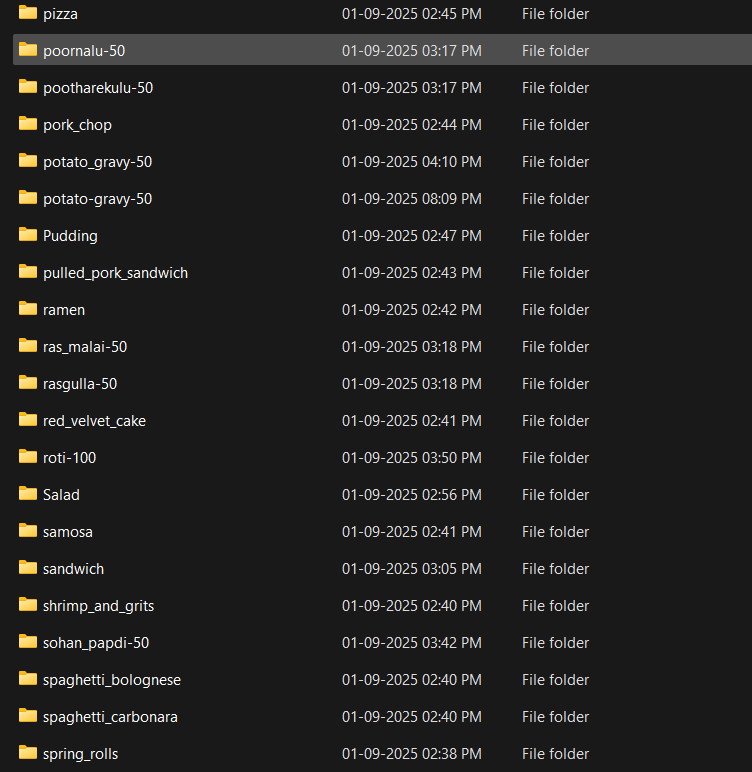 pizza 01-09-2025 02:45 PM File folder
poornalu-50 01-09-2025 03:17 PM File folder
pootharekulu-50 01-09-2025 03:17 PM File folder
pork_chop 01-09-2025 02:44 PM File folder
potato_gravy-50 01-09-2025 04:10 PM File folder
potato-gravy-50 01-09-2025 08:09 PM File folder
Pudding 01-09-2025 02:47 PM File folder
pulled_pork_sandwich 01-09-2025 02:43 PM File folder
ramen 01-09-2025 02:42 PM File folder
ras_malai-50 01-09-2025 03:18 PM File folder
rasgulla-50 01-09-2025 03:18 PM File folder
red_velvet_cake 01-09-2025 02:41 PM File folder
roti-100 01-09-2025 03:50 PM File folder
Salad 01-09-2025 02:56 PM File folder
samosa 01-09-2025 02:41 PM File folder
sandwich 01-09-2025 03:05 PM File folder
shrimp_and_grits 01-09-2025 02:40 PM File folder
sohan_papdi-50 01-09-2025 03:42 PM File folder
spaghetti_bolognese 01-09-2025 02:40 PM File folder
spaghetti_carbonara 01-09-2025 02:40 PM File folder
spring_rolls 01-09-2025 02:38 PM File folder